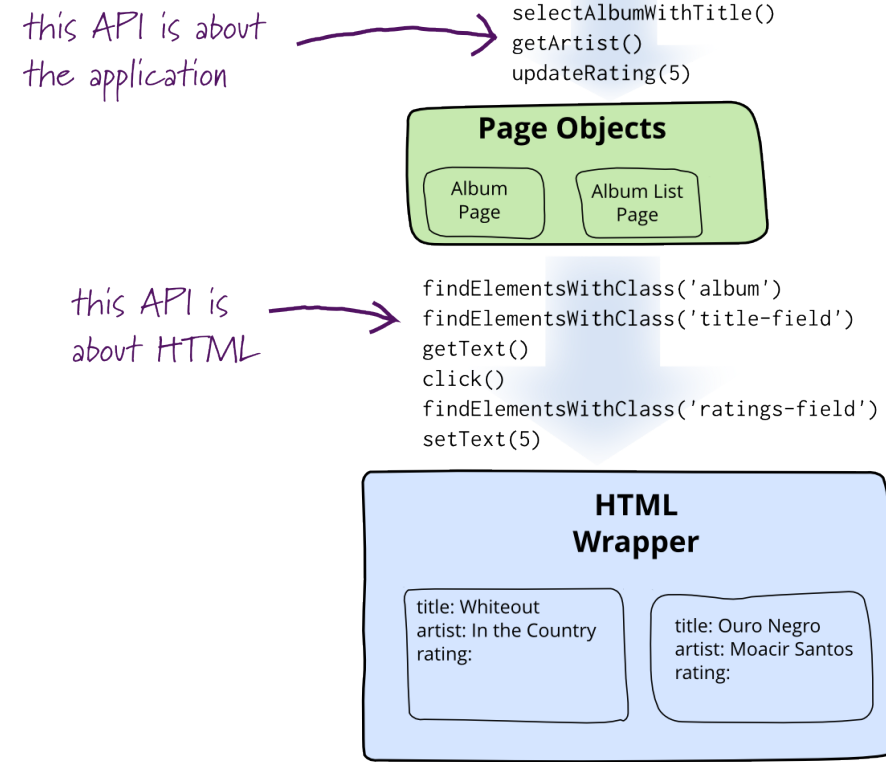 this API is about
the application
selectAlbumWithTitle()
getArtist()
updateRating(5)
Page Objects
Album
Page
Album List
Page
this API is
about HTML
findElementsWithClass('album')
findElementsWithClass('title-field')
getText()
click()
findElementsWithClass('ratings-field')
setText(5)
HTML
Wrapper
title: Whiteout
artist: In the Country
rating:
title: Ouro Negro
artist: Moacir Santos
rating: